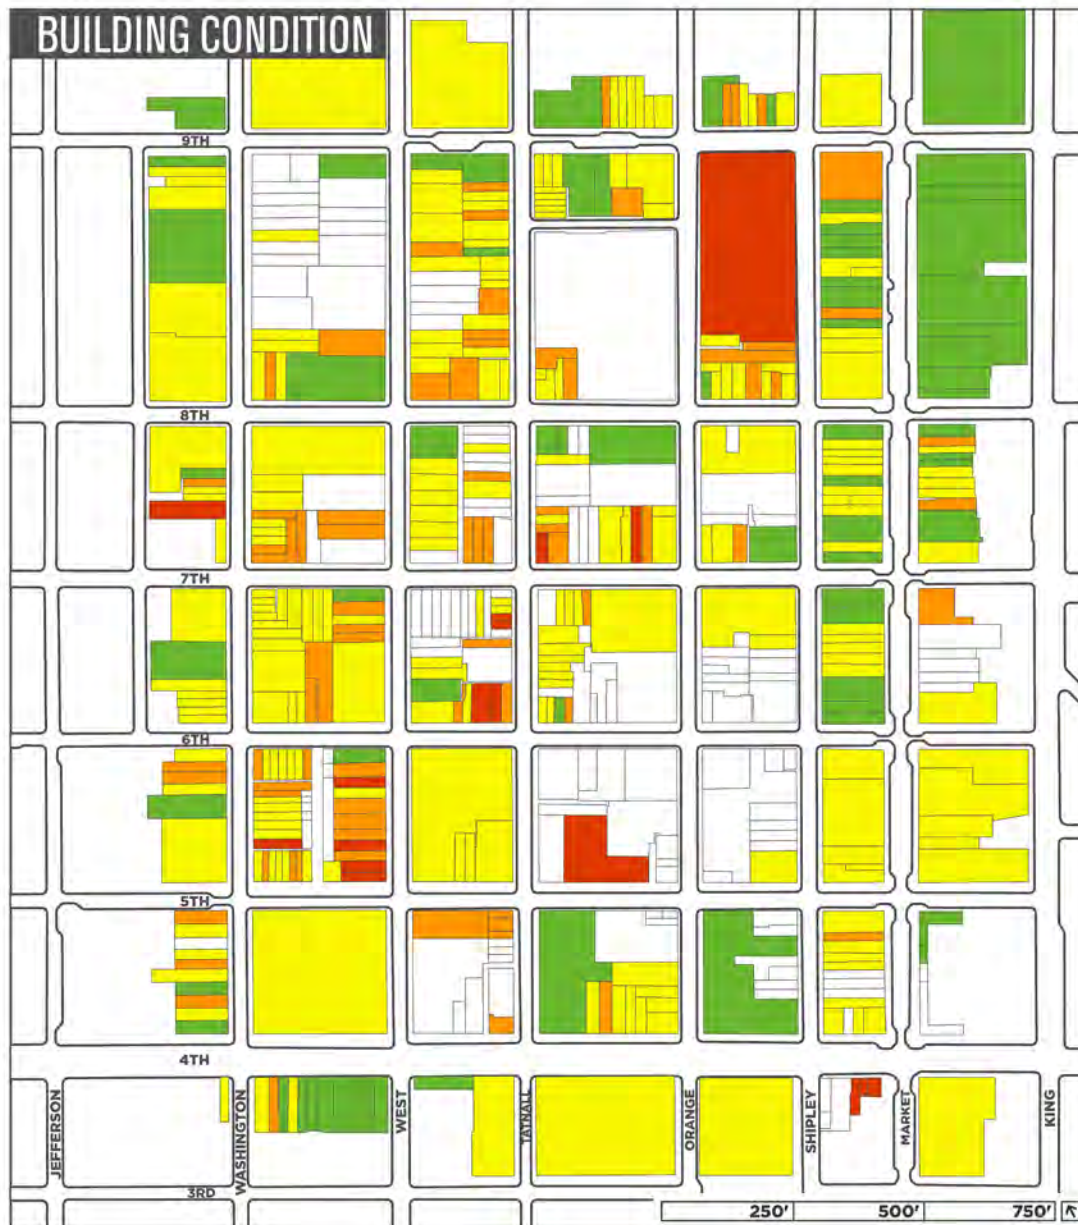 BUILDING CONDITION
9TH
8TH
7TH
6TH
5TH
4TH
JEFFERSON
WASHINGTON
WEST
TATNALL
ORANGE
SHIPLEY
MARKET
KING
3RD
250' 500' 750'